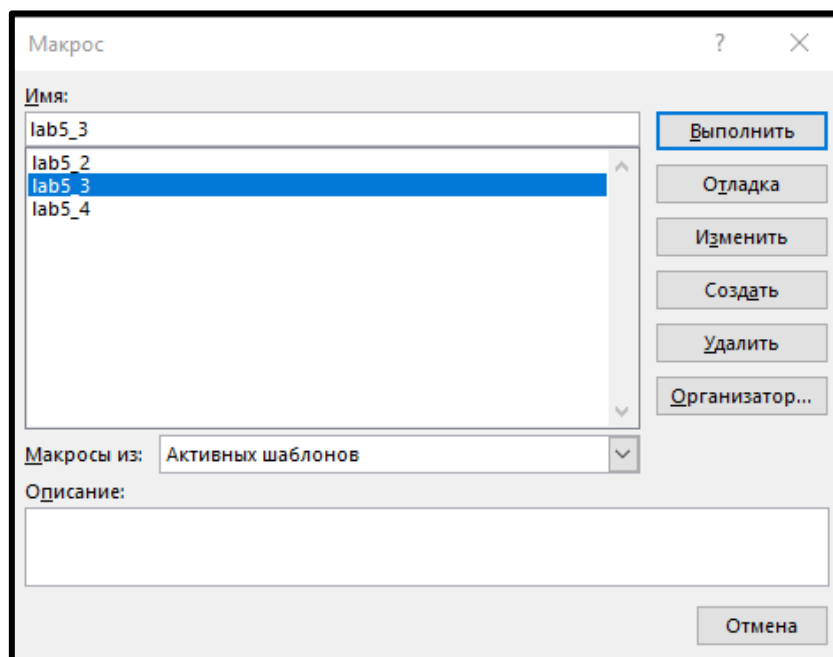 Макрос
Имя:
lab5_3
Выполнить
lab5_2
lab5_3
Отладка
lab5_4
Изменить
Создать
Удалить
Организатор...
Макросы из: Активных шаблонов
Описание:
Отмена